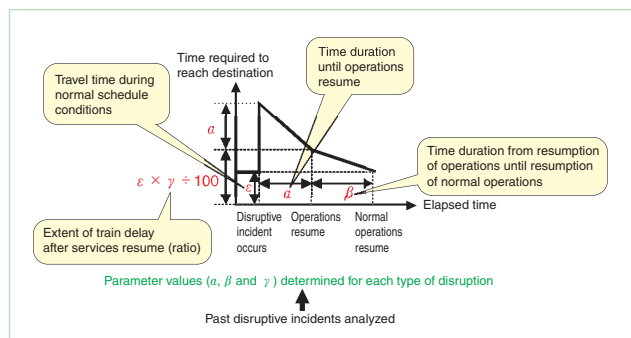 Time required to
reach destination
Time duration
until operations
resume
Travel time during
normal schedule
conditions
a
Time duration from resumption
of operations until resumption
of normal operations
ε × γ ÷ 100
ε
a
β
Elapsed time
Disruptive
incident
occurs
Operations
resume
Normal
operations
resume
Extent of train delay
after services resume (ratio)
Parameter values (a, β and γ ) determined for each type of disruption
Past disruptive incidents analyzed